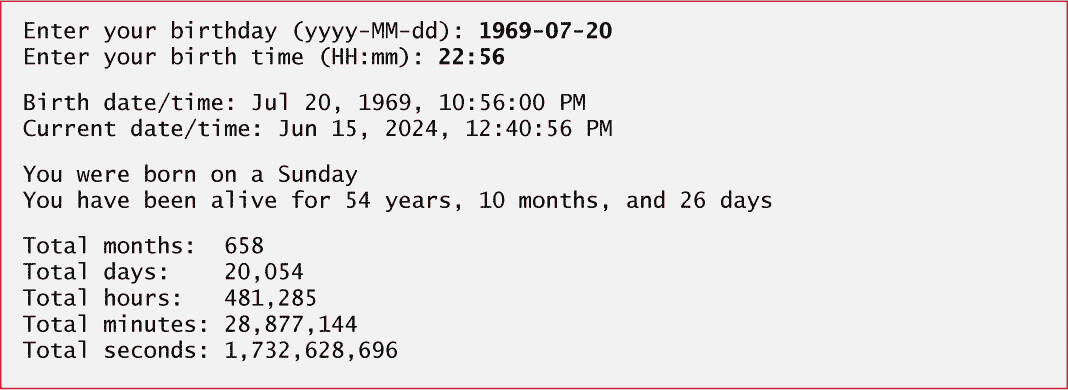 Enter your birthday (yyyy-MM-dd): 1969-07-20
Enter your birth time (HH:mm): 22:56
Birth date/time: Jul 20, 1969, 10:56:00 PM
Current date/time: Jun 15, 2024, 12:40:56 PM
You were born on a Sunday
You have been alive for 54 years, 10 months, and 26 days
Total months:  658
Total days:    20,054
Total hours:   481,285
Total minutes: 28,877,144
Total seconds: 1,732,628,696